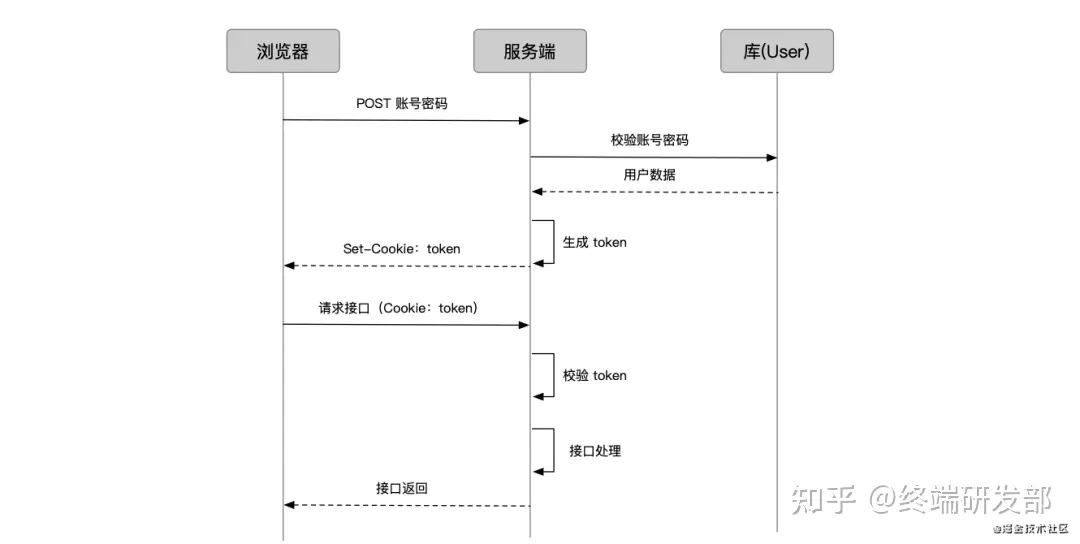 浏览器
服务端
库(User)
POST 账号密码
校验账号密码
用户数据
生成 token
Set-Cookie：token
请求接口（Cookie：token）
校验 token
接口处理
接口返回
知乎 @终端研发部
@掘金技术社区